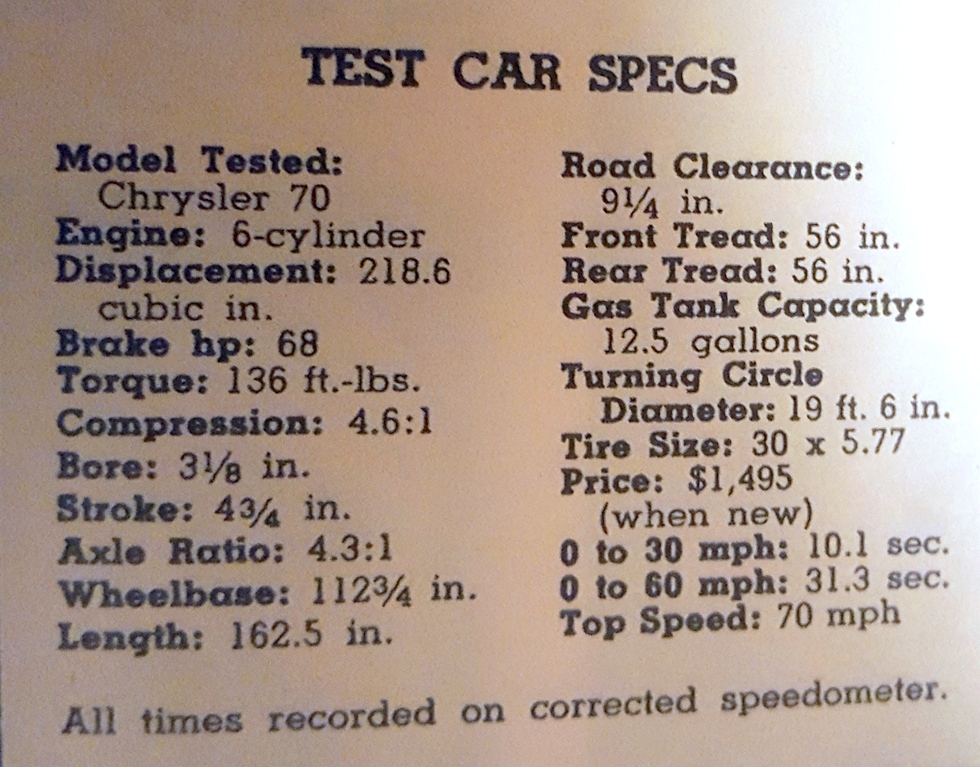 TEST CAR SPECS
Model Tested:
Chrysler 70
Engine: 6-cylinder
Displacement: 218.6
cubic in.
Brake hp: 68
Torque: 136 ft.-lbs.
Compression: 4.6:1
Bore: 3⅛ in.
Stroke: 4¾ in.
Axle Ratio: 4.3:1
Wheelbase: 112¾ in.
Length: 162.5 in.
Road Clearance:
9¼ in.
Front Tread: 56 in.
Rear Tread: 56 in.
Gas Tank Capacity:
12.5 gallons
Turning Circle
Diameter: 19 ft. 6 in.
Tire Size: 30 x 5.77
Price: $1,495
(when new)
0 to 30 mph: 10.1 sec.
0 to 60 mph: 31.3 sec.
Top Speed: 70 mph
All times recorded on corrected speedometer.